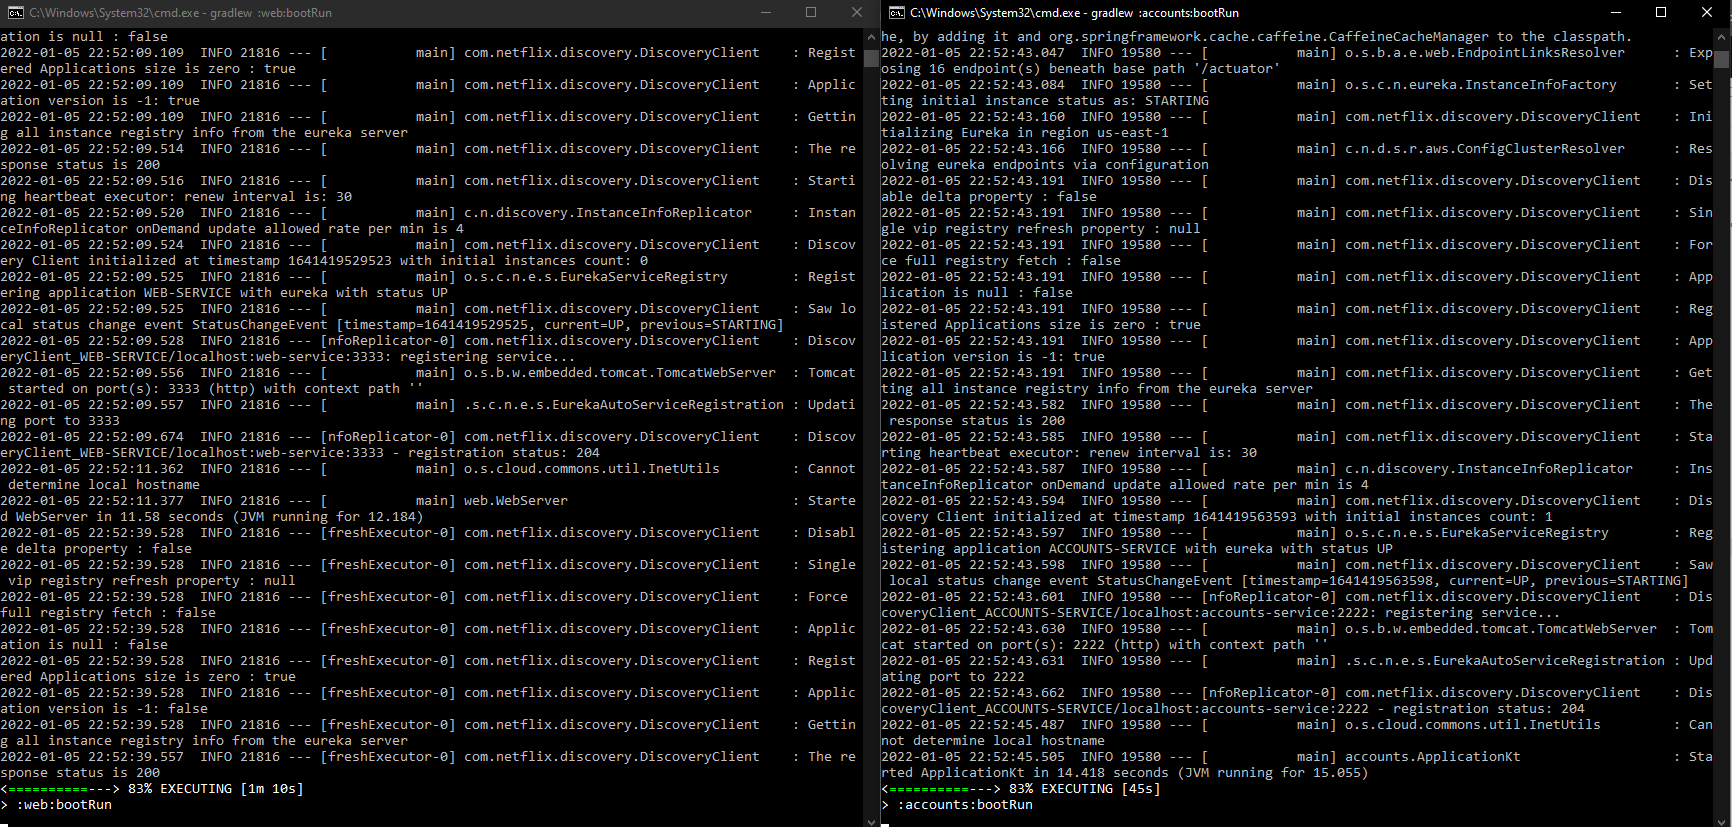 C:\Windows\System32\cmd.exe - gradlew :web:bootRun
ation is null : false
2022-01-05 22:52:09.109  INFO 21816 --- [           main] com.netflix.discovery.DiscoveryClient    : Regist
ered Applications size is zero : true
2022-01-05 22:52:09.109  INFO 21816 --- [           main] com.netflix.discovery.DiscoveryClient    : Applic
ation version is -1: true
2022-01-05 22:52:09.109  INFO 21816 --- [           main] com.netflix.discovery.DiscoveryClient    : Gettin
g all instance registry info from the eureka server
2022-01-05 22:52:09.514  INFO 21816 --- [           main] com.netflix.discovery.DiscoveryClient    : The re
sponse status is 200
2022-01-05 22:52:09.516  INFO 21816 --- [           main] com.netflix.discovery.DiscoveryClient    : Starti
ng heartbeat executor: renew interval is: 30
2022-01-05 22:52:09.520  INFO 21816 --- [           main] c.n.discovery.InstanceInfoReplicator     : Instan
ceInfoReplicator onDemand update allowed rate per min is 4
2022-01-05 22:52:09.524  INFO 21816 --- [           main] com.netflix.discovery.DiscoveryClient    : Discov
ery Client initialized at timestamp 1641419529523 with initial instances count: 0
2022-01-05 22:52:09.525  INFO 21816 --- [           main] o.s.c.n.e.s.EurekaServiceRegistry        : Regist
ering application WEB-SERVICE with eureka with status UP
2022-01-05 22:52:09.525  INFO 21816 --- [           main] com.netflix.discovery.DiscoveryClient    : Saw lo
cal status change event StatusChangeEvent [timestamp=1641419529525, current=UP, previous=STARTING]
2022-01-05 22:52:09.528  INFO 21816 --- [nfoReplicator-0] com.netflix.discovery.DiscoveryClient    : Discov
eryClient_WEB-SERVICE/localhost:web-service:3333: registering service...
2022-01-05 22:52:09.556  INFO 21816 --- [           main] o.s.b.w.embedded.tomcat.TomcatWebServer  : Tomcat
 started on port(s): 3333 (http) with context path ''
2022-01-05 22:52:09.557  INFO 21816 --- [           main] .s.c.n.e.s.EurekaAutoServiceRegistration : Updati
ng port to 3333
2022-01-05 22:52:09.674  INFO 21816 --- [nfoReplicator-0] com.netflix.discovery.DiscoveryClient    : Discov
eryClient_WEB-SERVICE/localhost:web-service:3333 - registration status: 204
2022-01-05 22:52:11.362  INFO 21816 --- [           main] o.s.cloud.commons.util.InetUtils         : Cannot
 determine local hostname
2022-01-05 22:52:11.377  INFO 21816 --- [           main] web.WebServer                            : Starte
d WebServer in 11.58 seconds (JVM running for 12.184)
2022-01-05 22:52:39.528  INFO 21816 --- [freshExecutor-0] com.netflix.discovery.DiscoveryClient    : Disabl
e delta property : false
2022-01-05 22:52:39.528  INFO 21816 --- [freshExecutor-0] com.netflix.discovery.DiscoveryClient    : Single
 vip registry refresh property : null
2022-01-05 22:52:39.528  INFO 21816 --- [freshExecutor-0] com.netflix.discovery.DiscoveryClient    : Force
full registry fetch : false
2022-01-05 22:52:39.528  INFO 21816 --- [freshExecutor-0] com.netflix.discovery.DiscoveryClient    : Applic
ation is null : false
2022-01-05 22:52:39.528  INFO 21816 --- [freshExecutor-0] com.netflix.discovery.DiscoveryClient    : Regist
ered Applications size is zero : true
2022-01-05 22:52:39.528  INFO 21816 --- [freshExecutor-0] com.netflix.discovery.DiscoveryClient    : Applic
ation version is -1: false
2022-01-05 22:52:39.528  INFO 21816 --- [freshExecutor-0] com.netflix.discovery.DiscoveryClient    : Gettin
g all instance registry info from the eureka server
2022-01-05 22:52:39.557  INFO 21816 --- [freshExecutor-0] com.netflix.discovery.DiscoveryClient    : The re
sponse status is 200
<==========---> 83% EXECUTING [1m 10s]
> :web:bootRun
C:\Windows\System32\cmd.exe - gradlew :accounts:bootRun
he, by adding it and org.springframework.cache.caffeine.CaffeineCacheManager to the classpath.
2022-01-05 22:52:43.047  INFO 19580 --- [           main] o.s.b.a.e.web.EndpointLinksResolver      : Exp
osing 16 endpoint(s) beneath base path '/actuator'
2022-01-05 22:52:43.084  INFO 19580 --- [           main] o.s.c.n.eureka.InstanceInfoFactory       : Set
ting initial instance status as: STARTING
2022-01-05 22:52:43.160  INFO 19580 --- [           main] com.netflix.discovery.DiscoveryClient    : Ini
tializing Eureka in region us-east-1
2022-01-05 22:52:43.166  INFO 19580 --- [           main] c.n.d.s.r.aws.ConfigClusterResolver      : Res
olving eureka endpoints via configuration
2022-01-05 22:52:43.191  INFO 19580 --- [           main] com.netflix.discovery.DiscoveryClient    : Dis
able delta property : false
2022-01-05 22:52:43.191  INFO 19580 --- [           main] com.netflix.discovery.DiscoveryClient    : Sin
gle vip registry refresh property : null
2022-01-05 22:52:43.191  INFO 19580 --- [           main] com.netflix.discovery.DiscoveryClient    : For
ce full registry fetch : false
2022-01-05 22:52:43.191  INFO 19580 --- [           main] com.netflix.discovery.DiscoveryClient    : App
lication is null : false
2022-01-05 22:52:43.191  INFO 19580 --- [           main] com.netflix.discovery.DiscoveryClient    : Reg
istered Applications size is zero : true
2022-01-05 22:52:43.191  INFO 19580 --- [           main] com.netflix.discovery.DiscoveryClient    : App
lication version is -1: true
2022-01-05 22:52:43.191  INFO 19580 --- [           main] com.netflix.discovery.DiscoveryClient    : Get
ting all instance registry info from the eureka server
2022-01-05 22:52:43.582  INFO 19580 --- [           main] com.netflix.discovery.DiscoveryClient    : The
 response status is 200
2022-01-05 22:52:43.585  INFO 19580 --- [           main] com.netflix.discovery.DiscoveryClient    : Sta
rting heartbeat executor: renew interval is: 30
2022-01-05 22:52:43.587  INFO 19580 --- [           main] c.n.discovery.InstanceInfoReplicator     : Ins
tanceInfoReplicator onDemand update allowed rate per min is 4
2022-01-05 22:52:43.594  INFO 19580 --- [           main] com.netflix.discovery.DiscoveryClient    : Dis
covery Client initialized at timestamp 1641419563593 with initial instances count: 1
2022-01-05 22:52:43.597  INFO 19580 --- [           main] o.s.c.n.e.s.EurekaServiceRegistry        : Reg
istering application ACCOUNTS-SERVICE with eureka with status UP
2022-01-05 22:52:43.598  INFO 19580 --- [           main] com.netflix.discovery.DiscoveryClient    : Saw
 local status change event StatusChangeEvent [timestamp=1641419563598, current=UP, previous=STARTING]
2022-01-05 22:52:43.601  INFO 19580 --- [nfoReplicator-0] com.netflix.discovery.DiscoveryClient    : Dis
coveryClient_ACCOUNTS-SERVICE/localhost:accounts-service:2222: registering service...
2022-01-05 22:52:43.630  INFO 19580 --- [           main] o.s.b.w.embedded.tomcat.TomcatWebServer  : Tom
cat started on port(s): 2222 (http) with context path ''
2022-01-05 22:52:43.631  INFO 19580 --- [           main] .s.c.n.e.s.EurekaAutoServiceRegistration : Upd
ating port to 2222
2022-01-05 22:52:43.662  INFO 19580 --- [nfoReplicator-0] com.netflix.discovery.DiscoveryClient    : Dis
coveryClient_ACCOUNTS-SERVICE/localhost:accounts-service:2222 - registration status: 204
2022-01-05 22:52:45.487  INFO 19580 --- [           main] o.s.cloud.commons.util.InetUtils         : Can
not determine local hostname
2022-01-05 22:52:45.505  INFO 19580 --- [           main] accounts.ApplicationKt                   : Sta
rted ApplicationKt in 14.418 seconds (JVM running for 15.055)
<==========---> 83% EXECUTING [45s]
> :accounts:bootRun